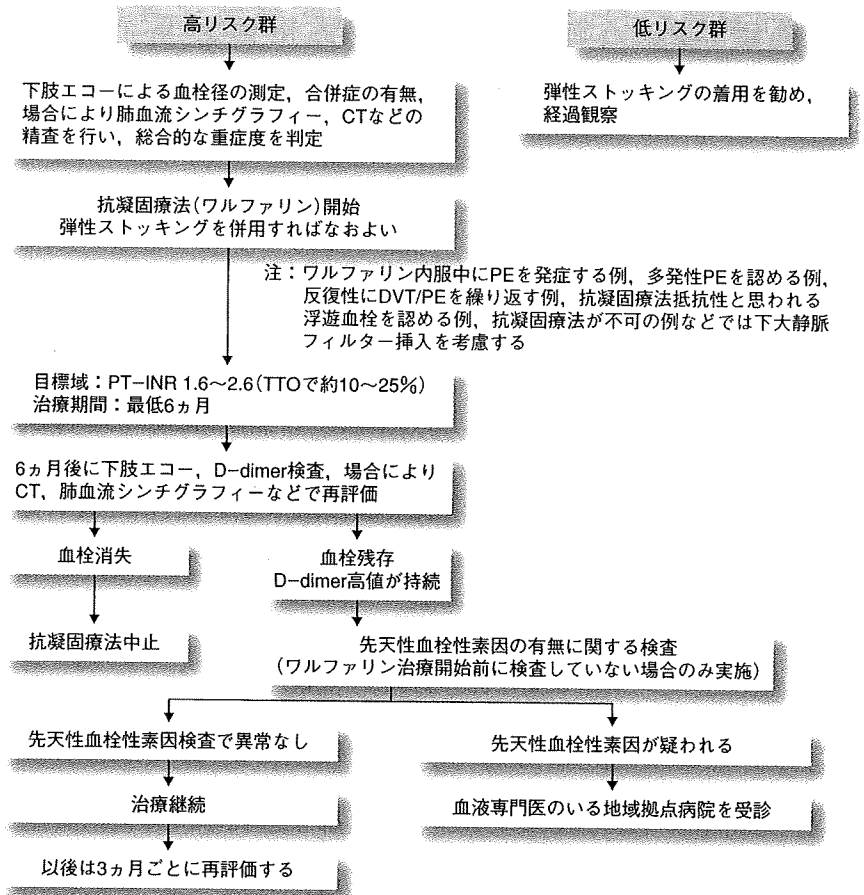 高リスク群
低リスク群
下肢エコーによる血栓径の測定，合併症の有無，
場合により肺血流シンチグラフィー，CTなどの
精査を行い，総合的な重症度を判定
弾性ストッキングの着用を勧め，
経過観察
抗凝固療法（ワルファリン）開始
弾性ストッキングを併用すればなおよい
注：ワルファリン内服中にPEを発症する例，多発性PEを認める例，
反復性にDVT/PEを繰り返す例，抗凝固療法抵抗性と思われる
浮遊血栓を認める例，抗凝固療法が不可の例などでは下大静脈
フィルター挿入を考慮する
目標域：PT−INR 1.6〜2.6（TTOで約10〜25％）
治療期間：最低6ヵ月
6ヵ月後に下肢エコー，D−dimer検査，場合により
CT，肺血流シンチグラフィーなどで再評価
血栓消失
血栓残存
D−dimer高値が持続
抗凝固療法中止
先天性血栓性素因の有無に関する検査
（ワルファリン治療開始前に検査していない場合のみ実施）
先天性血栓性素因検査で異常なし
先天性血栓性素因が疑われる
治療継続
血液専門医のいる地域拠点病院を受診
以後は3ヵ月ごとに再評価する